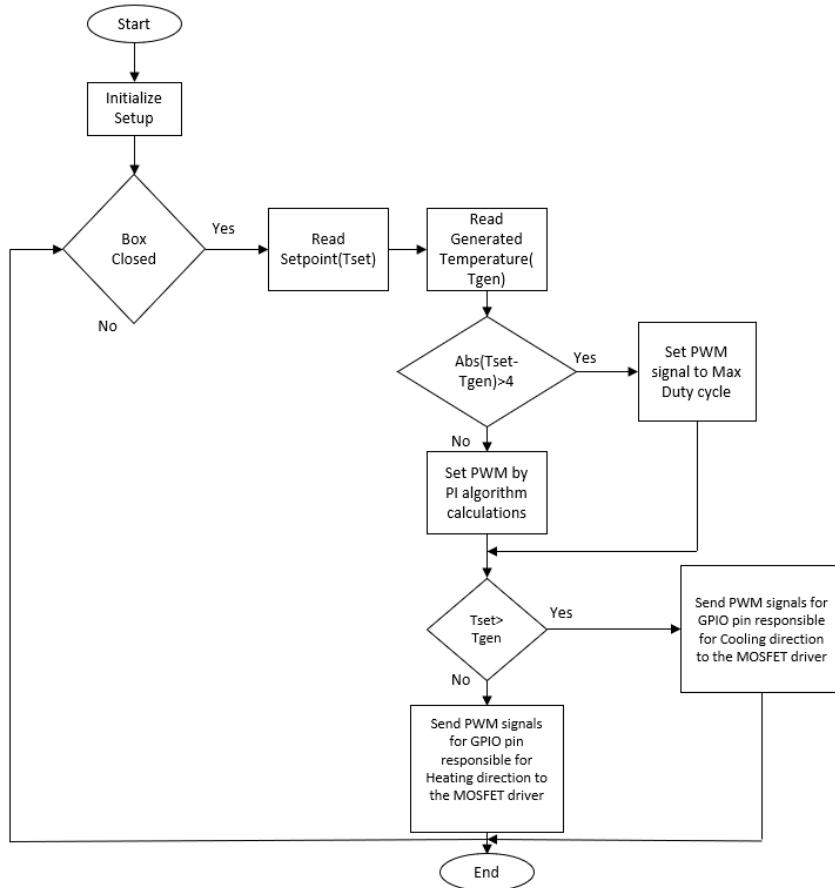 Start
Initialize
Setup
Box
Closed
Yes
No
Read
Setpoint(Tset)
Read
Generated
Temperature(
Tgen)
Abs(Tset-
Tgen)>4
Yes
No
Set PWM
signal to Max
Duty cycle
Set PWM by
PI algorithm
calculations
Tset>
Tgen
Yes
No
Send PWM signals for
GPIO pin responsible
for Cooling direction
to the MOSFET driver
Send PWM signals
for GPIO pin
responsible for
Heating direction to
the MOSFET driver
End